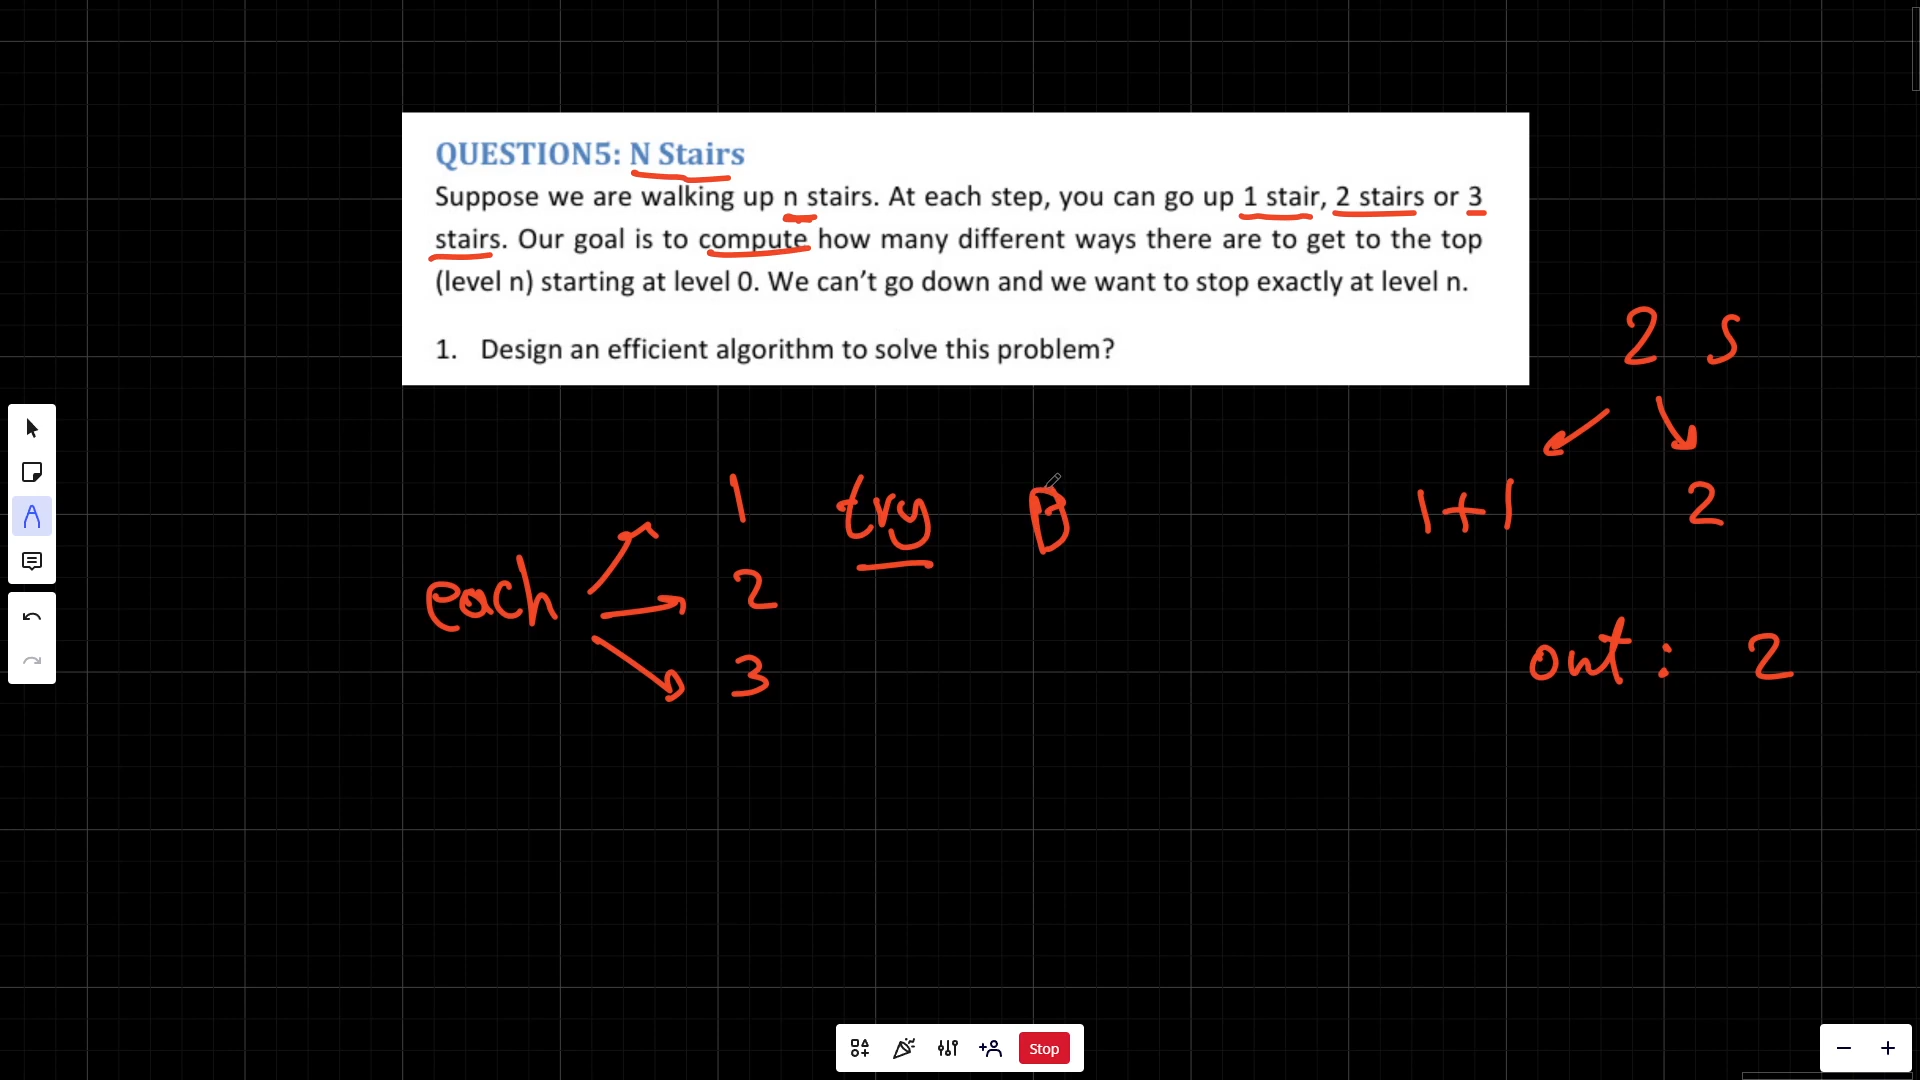 QUESTION5: N Stairs
Suppose we are walking up n stairs. At each step, you can go up 1 stair, 2 stairs or 3
stairs. Our goal is to compute how many different ways there are to get to the top
(level n) starting at level 0. We can’t go down and we want to stop exactly at level n.
1. Design an efficient algorithm to solve this problem?
2 s
1+1 2
1 try
each 2
3
out: 2
Stop